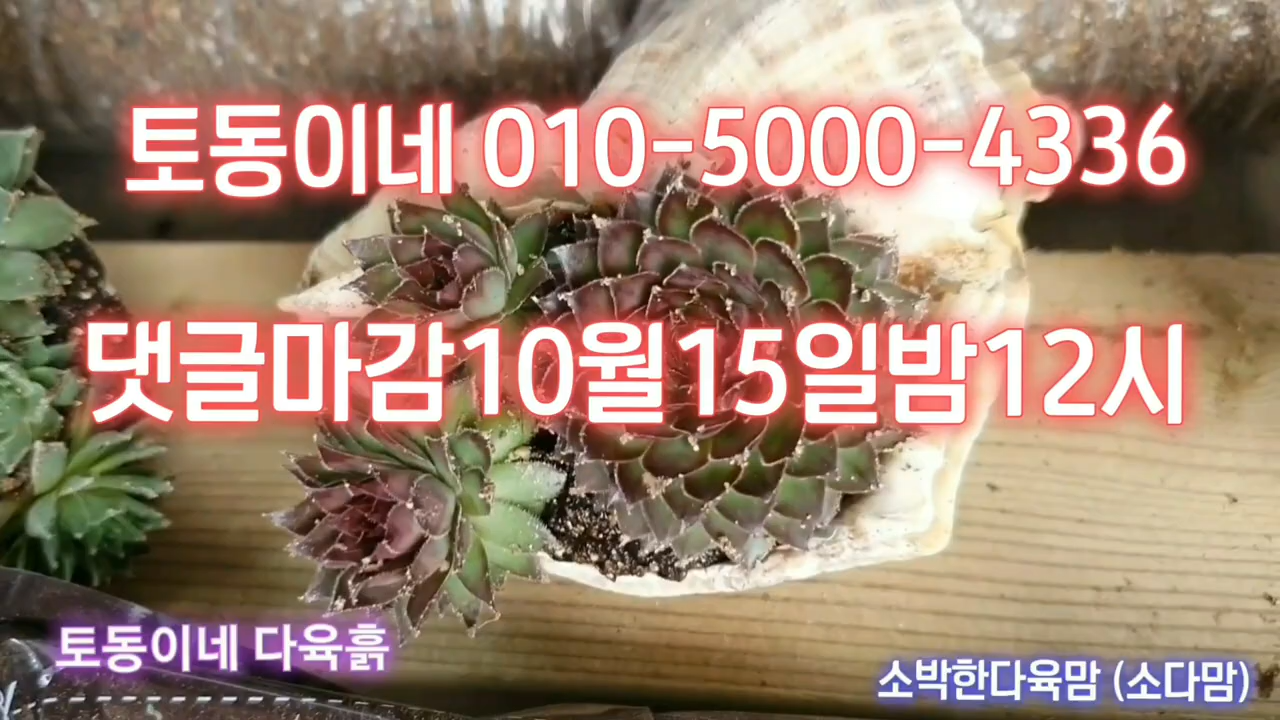 토동이네 010-5000-4336
댓글마감10월15일밤12시
토동이네 다육흙
소박한다육맘 (소다맘)